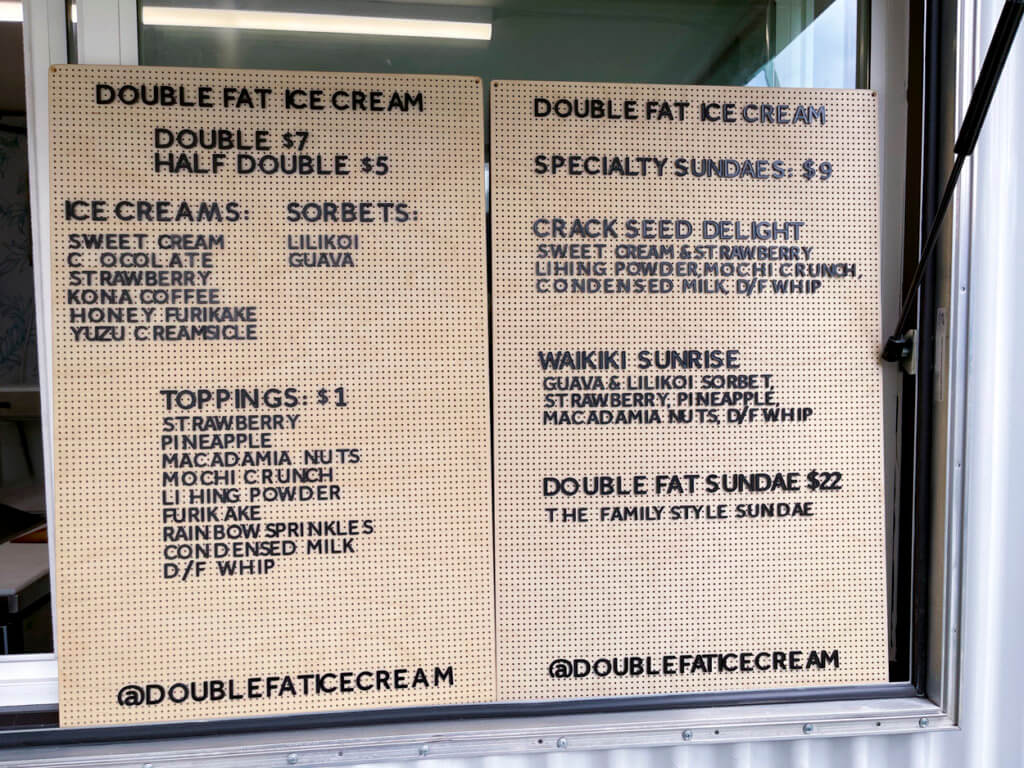 DOUBLE FAT ICE CREAM
DOUBLE $7
HALF DOUBLE $5
ICE CREAMS:
SWEET CREAM
C OCOLATE
STRAWBERRY
KONA COFFEE
HONEY FURIKAKE
YUZU CREAMSICLE
SORBETS:
LILIKOI
GUAVA
TOPPINGS: $1
STRAWBERRY
PINEAPPLE
MACADAMIA NUTS
MOCHI CRUNCH
LI HING POWDER
FURIKAKE
RAINBOW SPRINKLES
CONDENSED MILK
D/F WHIP
@DOUBLEFATICECREAM
DOUBLE FAT ICE CREAM
SPECIALTY SUNDAES: $9
CRACK SEED DELIGHT
SWEET CREAM & STRAWBERRY
LI HING POWDER, MOCHI CRUNCH,
CONDENSED MILK, D/F WHIP
WAIKIKI SUNRISE
GUAVA & LILIKOI SORBET,
STRAWBERRY, PINEAPPLE,
MACADAMIA NUTS, D/F WHIP
DOUBLE FAT SUNDAE $22
THE FAMILY STYLE SUNDAE
@DOUBLEFATICECREAM